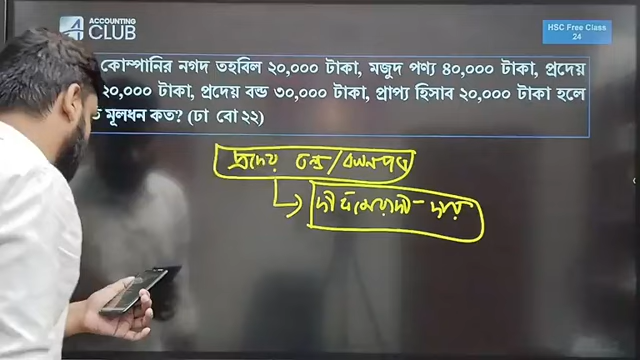 ACCOUNTING
CLUB
HSC Free Class
24
কোম্পানির নগদ তহবিল ২০,০০০ টাকা, মজুদ পণ্য ৪০,০০০ টাকা, প্রদেয়
২০,০০০ টাকা, প্রদেয় বন্ড ৩০,০০০ টাকা, প্রাপ্য হিসাব ২০,০০০ টাকা হলে
মূলধন কত? (ঢা বো ২২)
প্রদেয় বন্ড/ঋণপত্র
দীর্ঘমেয়াদী-দায়